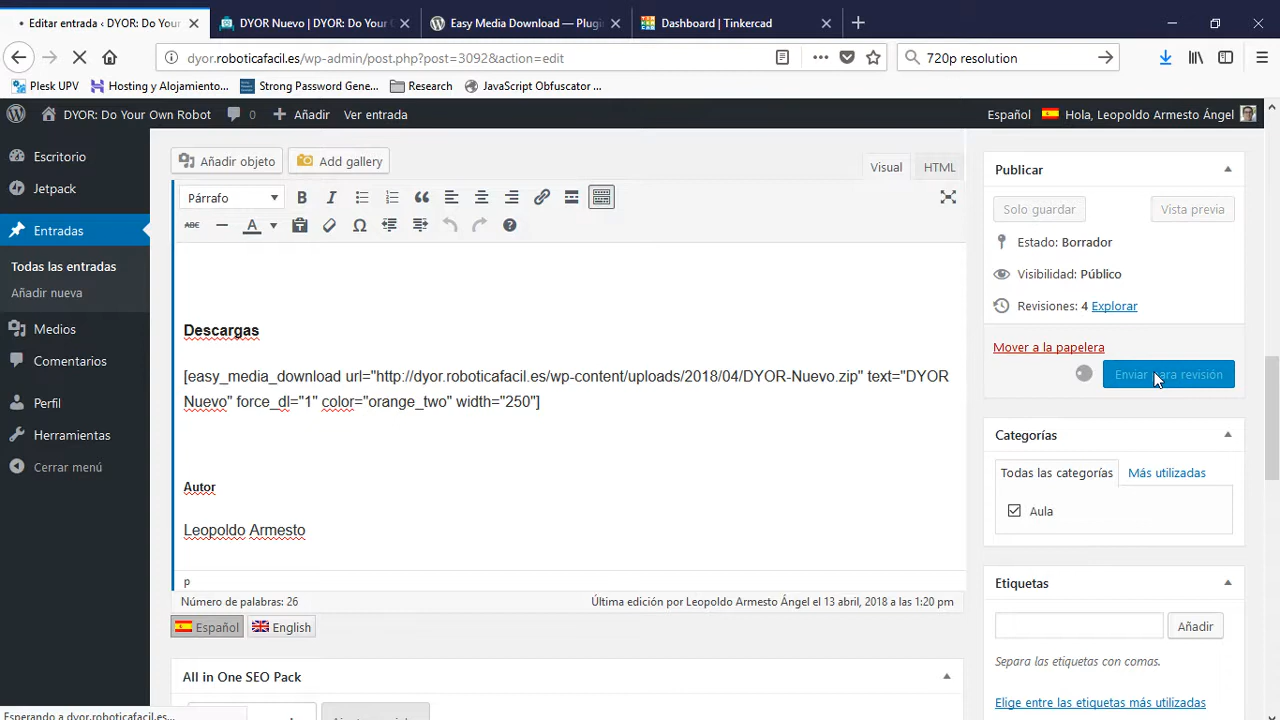 Editar entrada ‹ DYOR: Do Your
DYOR Nuevo | DYOR: Do Your
Easy Media Download — Plugin
Dashboard | Tinkercad
dyor.roboticafacil.es/wp-admin/post.php?post=3092&action=edit
720p resolution
Plesk UPV
Hosting y Alojamiento...
Strong Password Gene...
Research
JavaScript Obfuscator ...
DYOR: Do Your Own Robot
0
Añadir
Ver entrada
Español
Hola, Leopoldo Armesto Ángel
Escritorio
Jetpack
Entradas
Todas las entradas
Añadir nueva
Medios
Comentarios
Perfil
Herramientas
Cerrar menú
Añadir objeto
Add gallery
Visual
HTML
Párrafo
B
I
ABC
A
Descargas
[easy_media_download url="http://dyor.roboticafacil.es/wp-content/uploads/2018/04/DYOR-Nuevo.zip" text="DYOR
Nuevo" force_dl="1" color="orange_two" width="250"]
Autor
Leopoldo Armesto
p
Número de palabras: 26
Última edición por Leopoldo Armesto Ángel el 13 abril, 2018 a las 1:20 pm
Español
English
All in One SEO Pack
Publicar
Solo guardar
Vista previa
Estado: Borrador
Visibilidad: Público
Revisiones: 4 Explorar
Mover a la papelera
Enviar para revisión
Categorías
Todas las categorías
Más utilizadas
Aula
Etiquetas
Añadir
Separa las etiquetas con comas.
Elige entre las etiquetas más utilizadas
Esperando a dyor.roboticafacil.es...